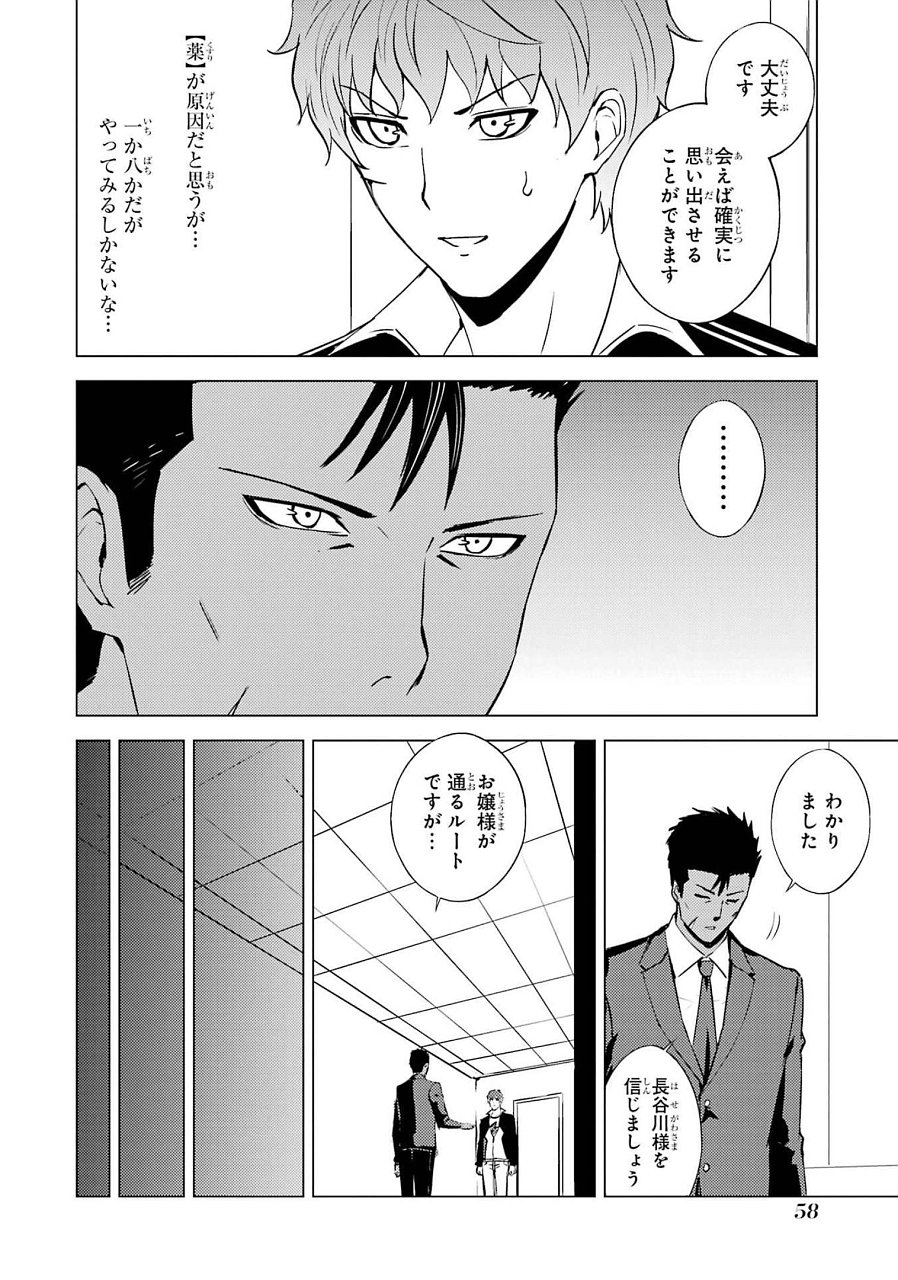 大丈夫
です
会えば確実に
思い出させる
ことができます
【薬】が原因だと思うが…
一か八かだが
やってみるしかないな…
………
わかり
ました
長谷川様を
信じましょう
お嬢様が
通るルート
ですが…
58